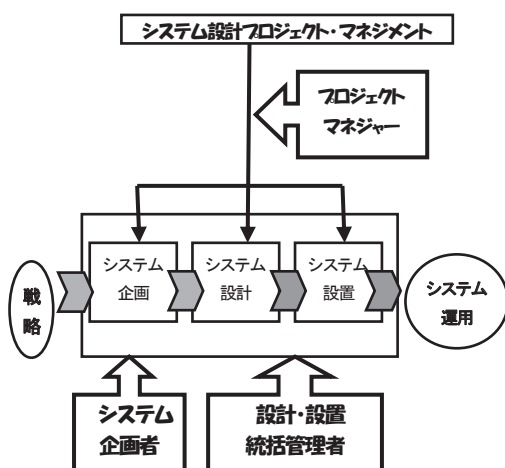 システム設計プロジェクト・マネジメント
プロジェクト
マネジャー
戦
略
システム
企画
システム
設計
システム
設置
システム
運用
システム
企画者
設計・設置
統括管理者